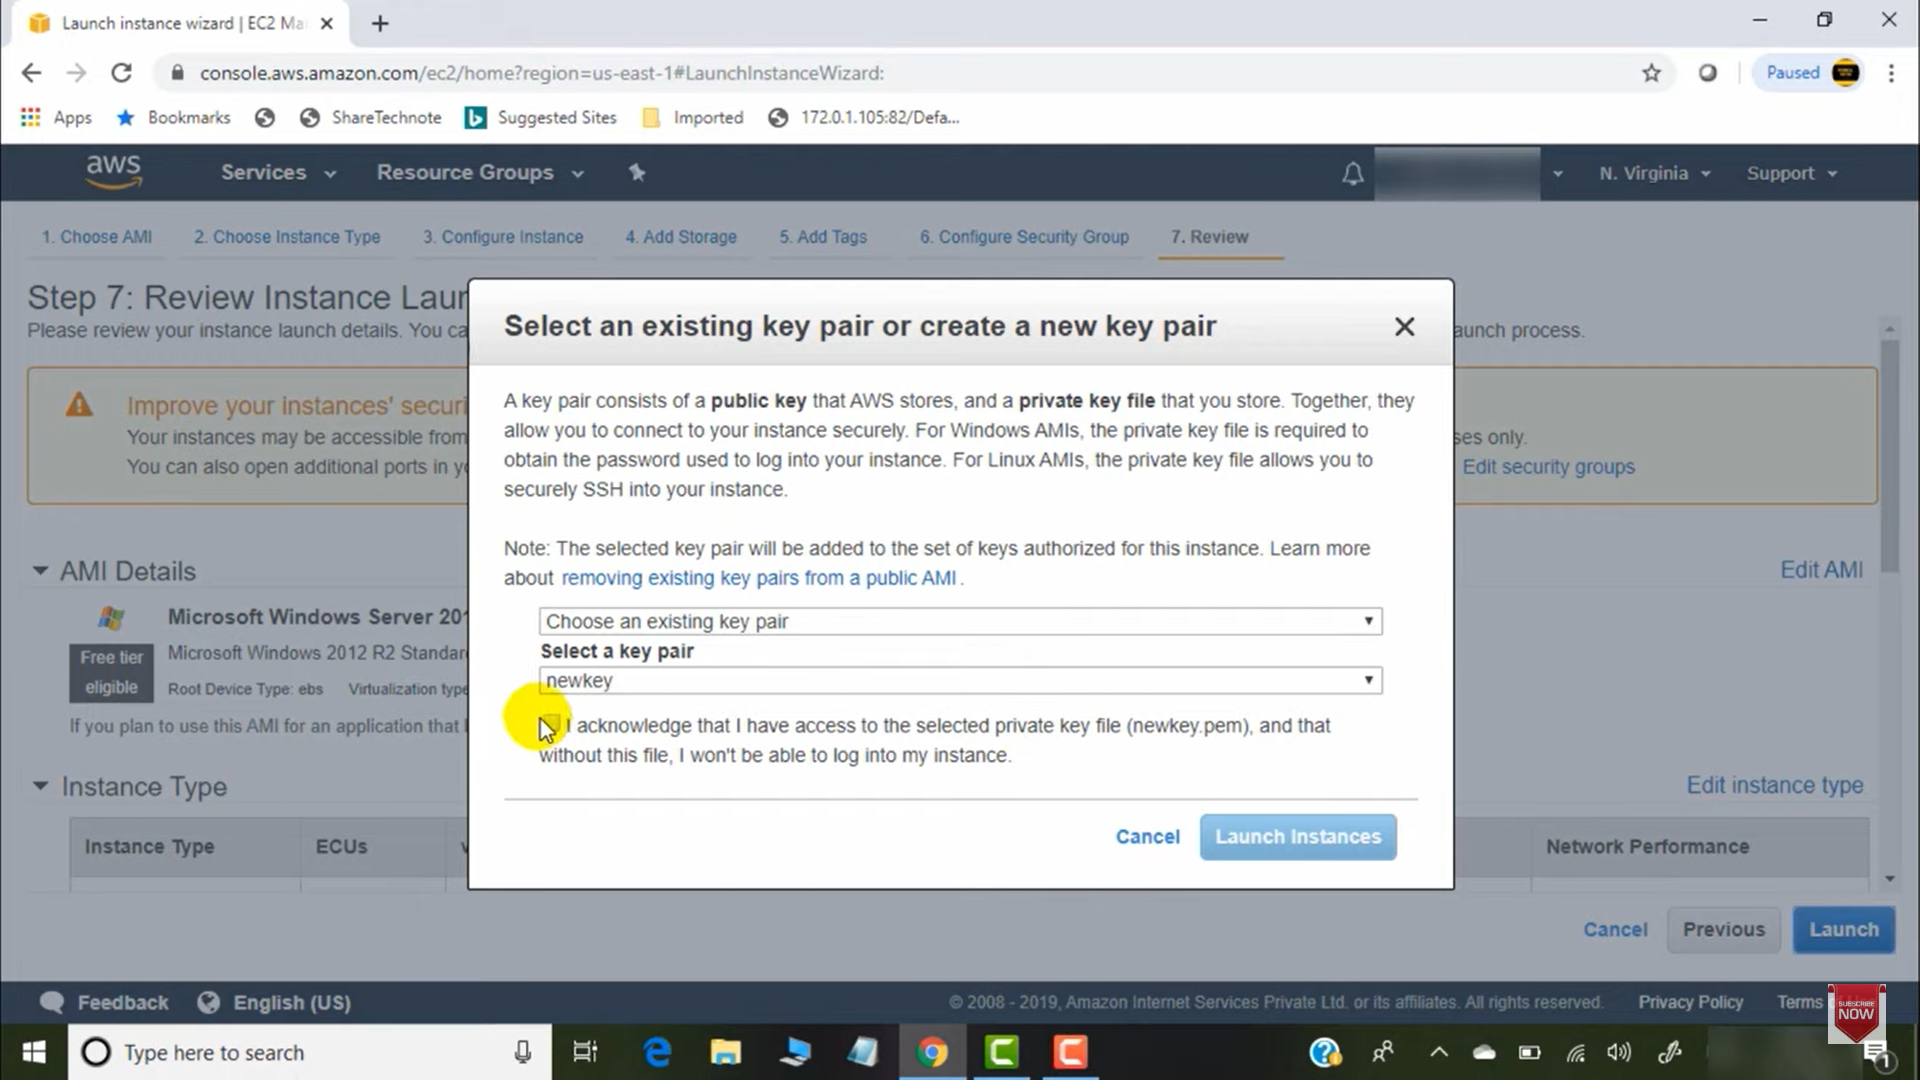 Launch instance wizard | EC2 Ma
console.aws.amazon.com/ec2/home?region=us-east-1#LaunchInstanceWizard:
Paused
Apps
Bookmarks
ShareTechnote
Suggested Sites
Imported
172.0.1.105:82/Defa...
aws
Services
Resource Groups
N. Virginia
Support
1. Choose AMI
2. Choose Instance Type
3. Configure Instance
4. Add Storage
5. Add Tags
6. Configure Security Group
7. Review
Step 7: Review Instance Laun
Please review your instance launch details. You ca
aunch process.
Select an existing key pair or create a new key pair
A key pair consists of a public key that AWS stores, and a private key file that you store. Together, they
allow you to connect to your instance securely. For Windows AMIs, the private key file is required to
obtain the password used to log into your instance. For Linux AMIs, the private key file allows you to
securely SSH into your instance.
Note: The selected key pair will be added to the set of keys authorized for this instance. Learn more
about removing existing key pairs from a public AMI .
Choose an existing key pair
Select a key pair
newkey
I acknowledge that I have access to the selected private key file (newkey.pem), and that
without this file, I won't be able to log into my instance.
Cancel
Launch Instances
Improve your instances' securi
Your instances may be accessible from
You can also open additional ports in yo
ses only.
Edit security groups
AMI Details
Edit AMI
Microsoft Windows Server 201
Free tier
eligible
Microsoft Windows 2012 R2 Standar
Root Device Type: ebs
Virtualization type
If you plan to use this AMI for an application that
Instance Type
Edit instance type
Instance Type
ECUs
v
Network Performance
Cancel
Previous
Launch
Feedback
English (US)
© 2008 - 2019, Amazon Internet Services Private Ltd. or its affiliates. All rights reserved.
Privacy Policy
Terms
SUBSCRIBE
NOW
Type here to search
1